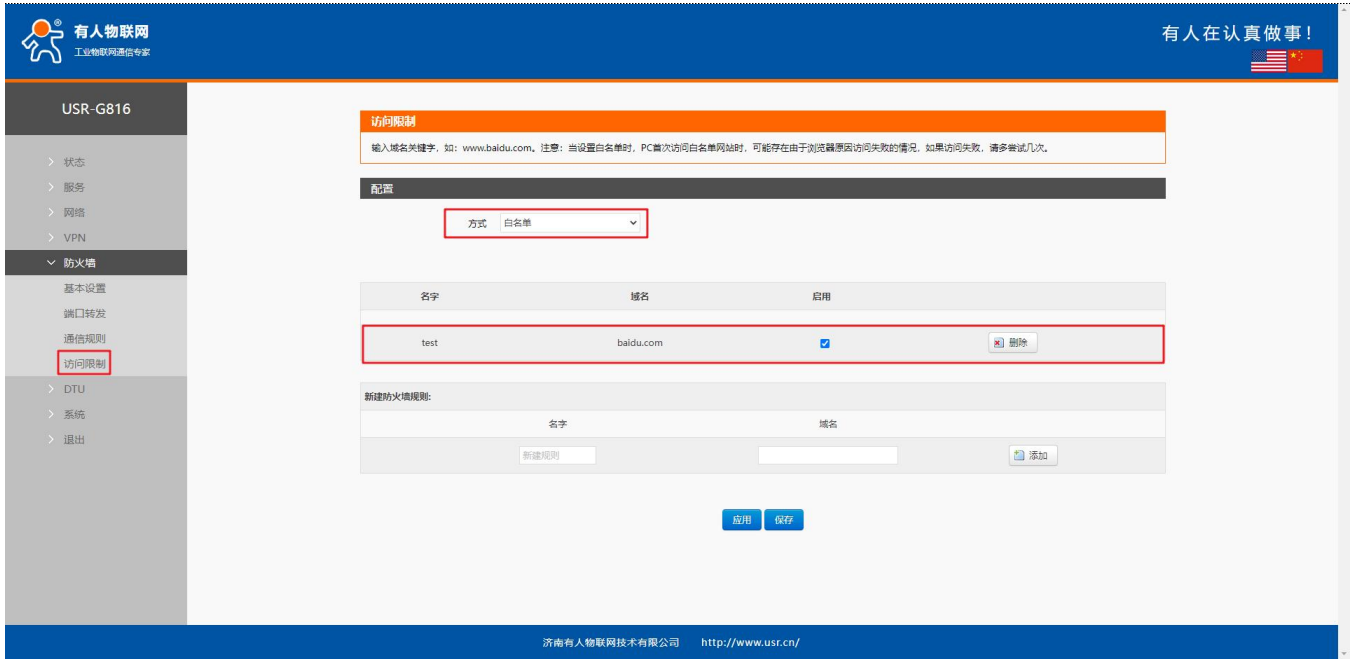 有人物联网
工业物联网通信专家
有人在认真做事!
USR-G816
状态
服务
网络
VPN
防火墙
基本设置
端口转发
通信规则
访问限制
DTU
系统
退出
访问限制
输入域名关键字，如：www.baidu.com。注意：当设置白名单时，PC首次访问白名单网站时，可能存在由于浏览器原因访问失败的情况，如果访问失败，请多尝试几次。
配置
方式 白名单
名字 域名 启用
test baidu.com 删除
新建防火墙规则:
名字 域名
新建规则 添加
应用 保存
济南有人物联网技术有限公司 http://www.usr.cn/